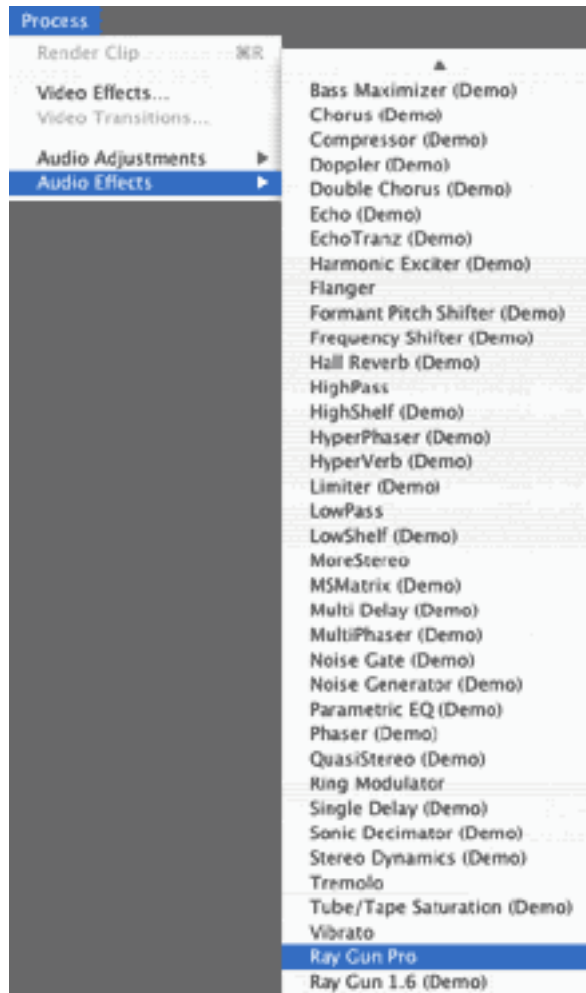 Process
Render Clip ⌘R
Video Effects...
Video Transitions...
Audio Adjustments
Audio Effects
Bass Maximizer (Demo)
Chorus (Demo)
Compressor (Demo)
Doppler (Demo)
Double Chorus (Demo)
Echo (Demo)
EchoTranz (Demo)
Harmonic Exciter (Demo)
Flanger
Formant Pitch Shifter (Demo)
Frequency Shifter (Demo)
Hall Reverb (Demo)
HighPass
HighShelf (Demo)
HyperPhaser (Demo)
HyperVerb (Demo)
Limiter (Demo)
LowPass
LowShelf (Demo)
MoreStereo
MSMatrix (Demo)
Multi Delay (Demo)
MultiPhaser (Demo)
Noise Gate (Demo)
Noise Generator (Demo)
Parametric EQ (Demo)
Phaser (Demo)
QuasiStereo (Demo)
Ring Modulator
Single Delay (Demo)
Sonic Decimator (Demo)
Stereo Dynamics (Demo)
Tremolo
Tube/Tape Saturation (Demo)
Vibrato
Ray Gun Pro
Ray Gun 1.6 (Demo)